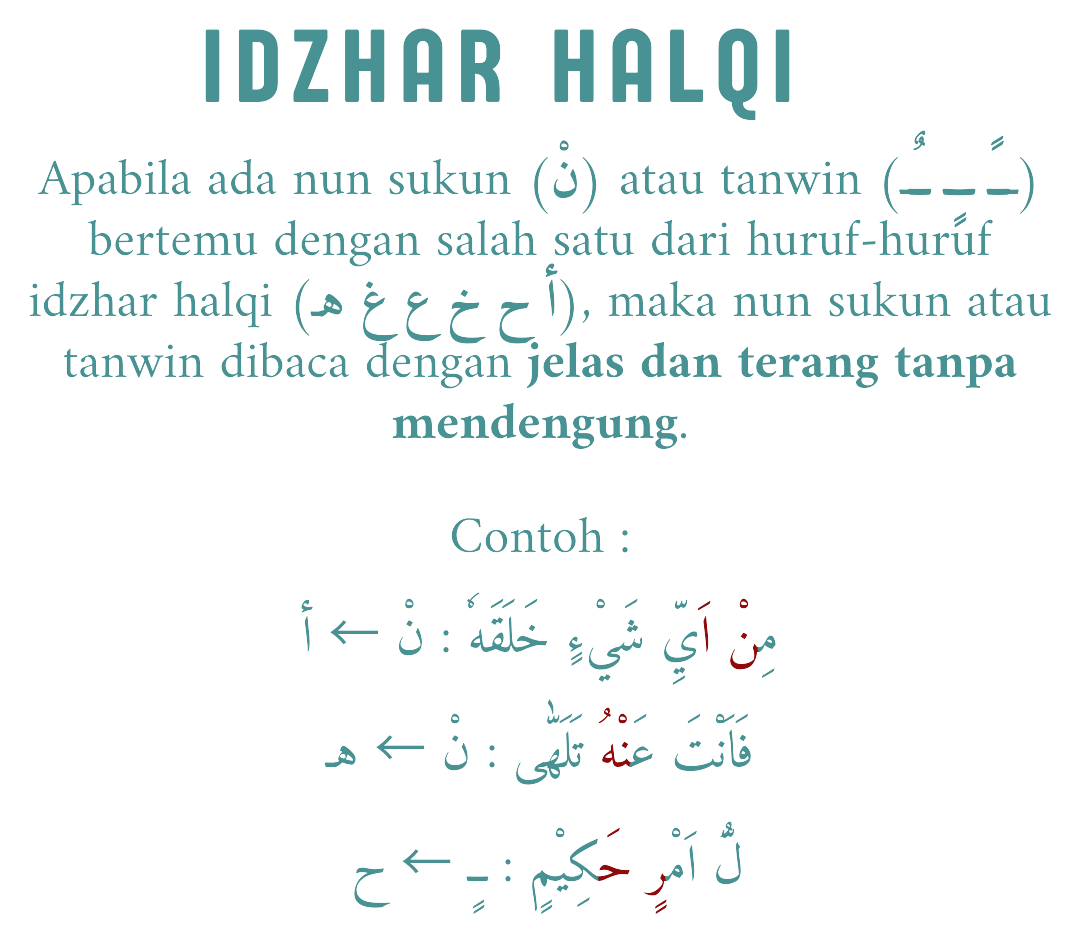 IDZHAR HALQI
Apabila ada nun sukun (نْ) atau tanwin (ـًـ ـٍـ ـٌـ)
bertemu dengan salah satu dari huruf-huruf
idzhar halqi (أ ح خ ع غ هـ), maka nun sukun atau
tanwin dibaca dengan jelas dan terang tanpa
mendengung.
Contoh :
مِنْ اَيِّ شَيْءٍ خَلَقَهٗ : نْ ← أ
فَاَنْتَ عَنْهُ تَلَهّٰى : نْ ← هـ
لٌّ اَمْرٍ حَكِيْمٍ : ـٍـ ← ح